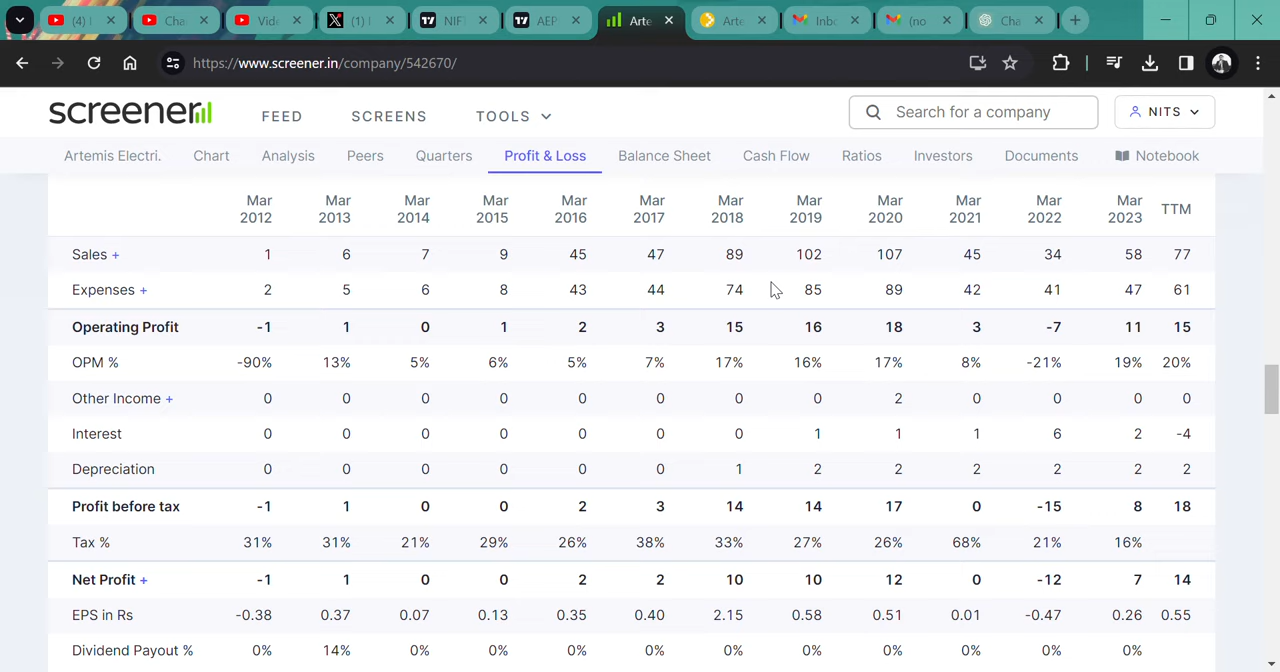 (4)
Cha
Vide
(1)
NIF
AEP
Arte
Arte
Inbo
(no
Cha
https://www.screener.in/company/542670/
screener
FEED
SCREENS
TOOLS
Search for a company
NITS
Artemis Electri.
Chart
Analysis
Peers
Quarters
Profit & Loss
Balance Sheet
Cash Flow
Ratios
Investors
Documents
Notebook
Mar 2012 Mar 2013 Mar 2014 Mar 2015 Mar 2016 Mar 2017 Mar 2018 Mar 2019 Mar 2020 Mar 2021 Mar 2022 Mar 2023 TTM
Sales + 1 6 7 9 45 47 89 102 107 45 34 58 77
Expenses + 2 5 6 8 43 44 74 85 89 42 41 47 61
Operating Profit -1 1 0 1 2 3 15 16 18 3 -7 11 15
OPM % -90% 13% 5% 6% 5% 7% 17% 16% 17% 8% -21% 19% 20%
Other Income + 0 0 0 0 0 0 0 0 2 0 0 0 0
Interest 0 0 0 0 0 0 0 1 1 1 6 2 -4
Depreciation 0 0 0 0 0 0 1 2 2 2 2 2 2
Profit before tax -1 1 0 0 2 3 14 14 17 0 -15 8 18
Tax % 31% 31% 21% 29% 26% 38% 33% 27% 26% 68% 21% 16%
Net Profit + -1 1 0 0 2 2 10 10 12 0 -12 7 14
EPS in Rs -0.38 0.37 0.07 0.13 0.35 0.40 2.15 0.58 0.51 0.01 -0.47 0.26 0.55
Dividend Payout % 0% 14% 0% 0% 0% 0% 0% 0% 0% 0% 0% 0%